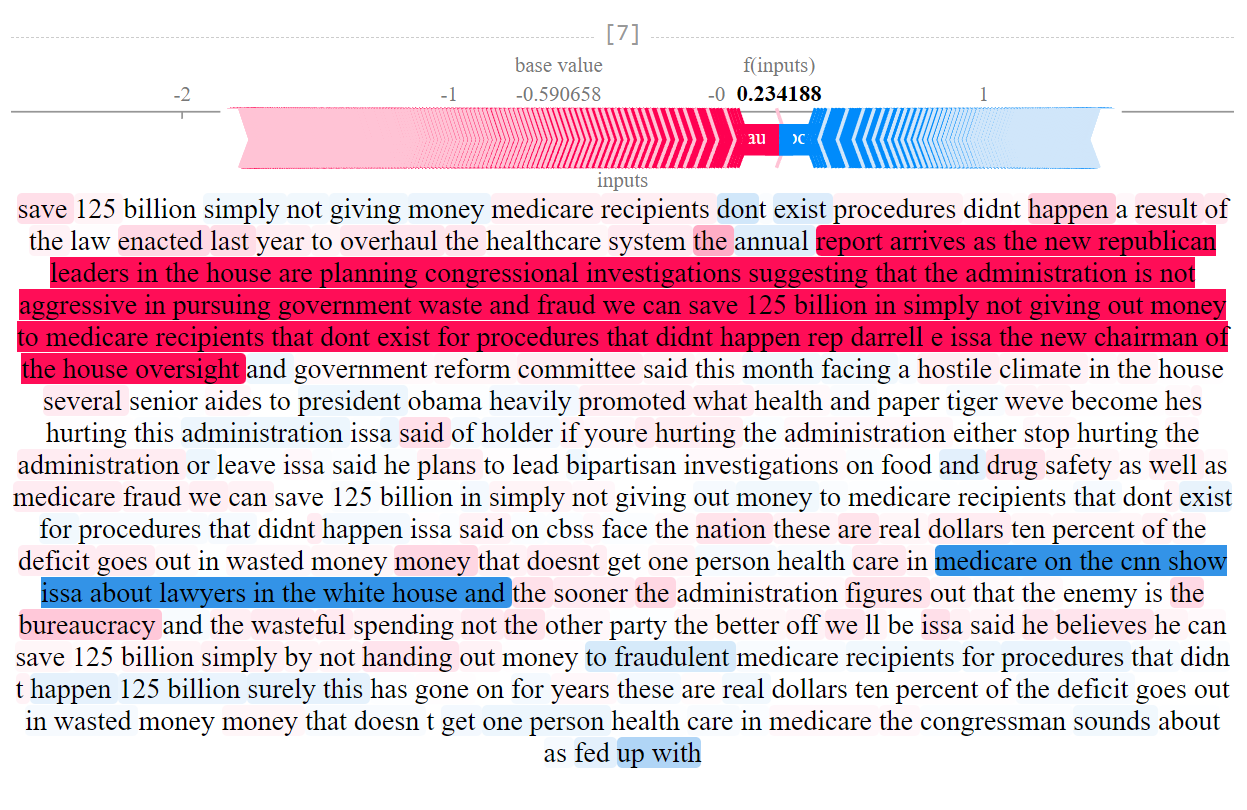 [7]
base value
f(inputs)
-2
-1
-0.590658
-0
0.234188
1
au
inputs
save 125 billion simply not giving money medicare recipients dont exist procedures didnt happen a result of
the law enacted last year to overhaul the healthcare system the annual report arrives as the new republican
leaders in the house are planning congressional investigations suggesting that the administration is not
aggressive in pursuing government waste and fraud we can save 125 billion in simply not giving out money
to medicare recipients that dont exist for procedures that didnt happen rep darrell e issa the new chairman of
the house oversight and government reform committee said this month facing a hostile climate in the house
several senior aides to president obama heavily promoted what health and paper tiger weve become hes
hurting this administration issa said of holder if youre hurting the administration either stop hurting the
administration or leave issa said he plans to lead bipartisan investigations on food and drug safety as well as
medicare fraud we can save 125 billion in simply not giving out money to medicare recipients that dont exist
for procedures that didnt happen issa said on cbss face the nation these are real dollars ten percent of the
deficit goes out in wasted money money that doesnt get one person health care in medicare on the cnn show
issa about lawyers in the white house and the sooner the administration figures out that the enemy is the
bureaucracy and the wasteful spending not the other party the better off we ll be issa said he believes he can
save 125 billion simply by not handing out money to fraudulent medicare recipients for procedures that didn
t happen 125 billion surely this has gone on for years these are real dollars ten percent of the deficit goes out
in wasted money money that doesn t get one person health care in medicare the congressman sounds about
as fed up with